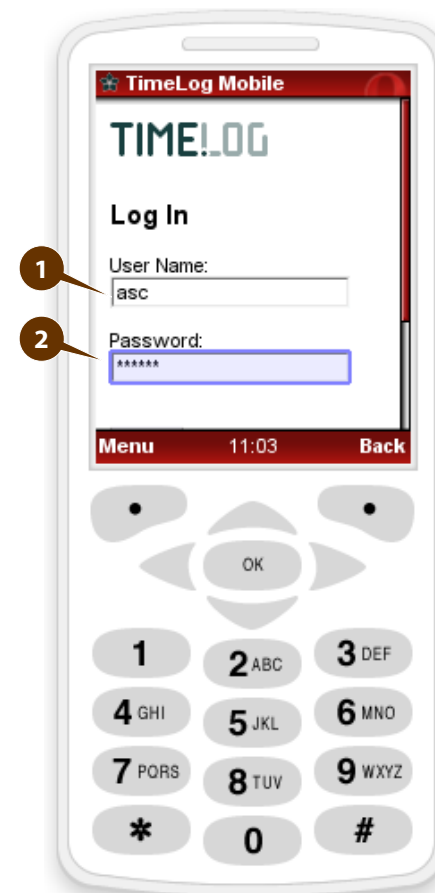 TimeLog Mobile
TIME!LOG
Log In
1
User Name:
asc
2
Password:
******
Menu 11:03 Back
OK
1 2 ABC 3 DEF
4 GHI 5 JKL 6 MNO
7 PQRS 8 TUV 9 WXYZ
* 0 #